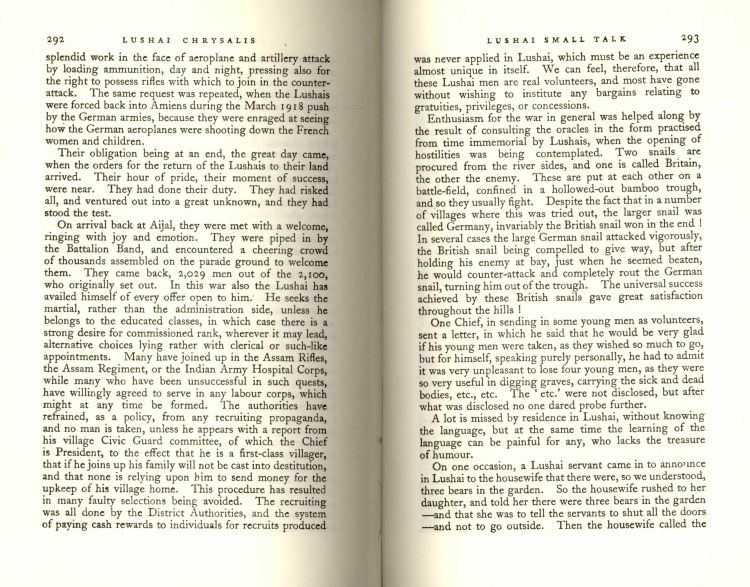 292 LUSHAI CHRYSALIS
splendid work in the face of aeroplane and artillery attack
by loading ammunition, day and night, pressing also for
the right to possess rifles with which to join in the counter-
attack. The same request was repeated, when the Lushais
were forced back into Amiens during the March 1918 push
by the German armies, because they were enraged at seeing
how the German aeroplanes were shooting down the French
women and children.
Their obligation being at an end, the great day came,
when the orders for the return of the Lushais to their land
arrived. Their hour of pride, their moment of success,
were near. They had done their duty. They had risked
all, and ventured out into a great unknown, and they had
stood the test.
On arrival back at Aijal, they were met with a welcome,
ringing with joy and emotion. They were piped in by
the Battalion Band, and encountered a cheering crowd
of thousands assembled on the parade ground to welcome
them. They came back, 2,029 men out of the 2,100,
who originally set out. In this war also the Lushai has
availed himself of every offer open to him. He seeks the
martial, rather than the administration side, unless he
belongs to the educated classes, in which case there is a
strong desire for commissioned rank, wherever it may lead,
alternative choices lying rather with clerical or such-like
appointments. Many have joined up in the Assam Rifles,
the Assam Regiment, or the Indian Army Hospital Corps,
while many who have been unsuccessful in such quests,
have willingly agreed to serve in any labour corps, which
might at any time be formed. The authorities have
refrained, as a policy, from any recruiting propaganda,
and no man is taken, unless he appears with a report from
his village Civic Guard committee, of which the Chief
is President, to the effect that he is a first-class villager,
that if he joins up his family will not be cast into destitution,
and that none is relying upon him to send money for the
upkeep of his village home. This procedure has resulted
in many faulty selections being avoided. The recruiting
was all done by the District Authorities, and the system
of paying cash rewards to individuals for recruits produced
LUSHAI SMALL TALK 293
was never applied in Lushai, which must be an experience
almost unique in itself. We can feel, therefore, that all
these Lushai men are real volunteers, and most have gone
without wishing to institute any bargains relating to
gratuities, privileges, or concessions.
Enthusiasm for the war in general was helped along by
the result of consulting the oracles in the form practised
from time immemorial by Lushais, when the opening of
hostilities was being contemplated. Two snails are
procured from the river sides, and one is called Britain,
the other the enemy. These are put at each other on a
battle-field, confined in a hollowed-out bamboo trough,
and so they usually fight. Despite the fact that in a number
of villages where this was tried out, the larger snail was
called Germany, invariably the British snail won in the end !
In several cases the large German snail attacked vigorously,
the British snail being compelled to give way, but after
holding his enemy at bay, just when he seemed beaten,
he would counter-attack and completely rout the German
snail, turning him out of the trough. The universal success
achieved by these British snails gave great satisfaction
throughout the hills !
One Chief, in sending in some young men as volunteers,
sent a letter, in which he said that he would be very glad
if his young men were taken, as they wished so much to go,
but for himself, speaking purely personally, he had to admit
it was very unpleasant to lose four young men, as they were
so very useful in digging graves, carrying the sick and dead
bodies, etc., etc. The ‘ etc.’ were not disclosed, but after
what was disclosed no one dared probe further.
A lot is missed by residence in Lushai, without knowing
the language, but at the same time the learning of the
language can be painful for any, who lacks the treasure
of humour.
On one occasion, a Lushai servant came in to announce
in Lushai to the housewife that there were, so we understood,
three bears in the garden. So the housewife rushed to her
daughter, and told her there were three bears in the garden
—and that she was to tell the servants to shut all the doors
—and not to go outside. Then the housewife called the